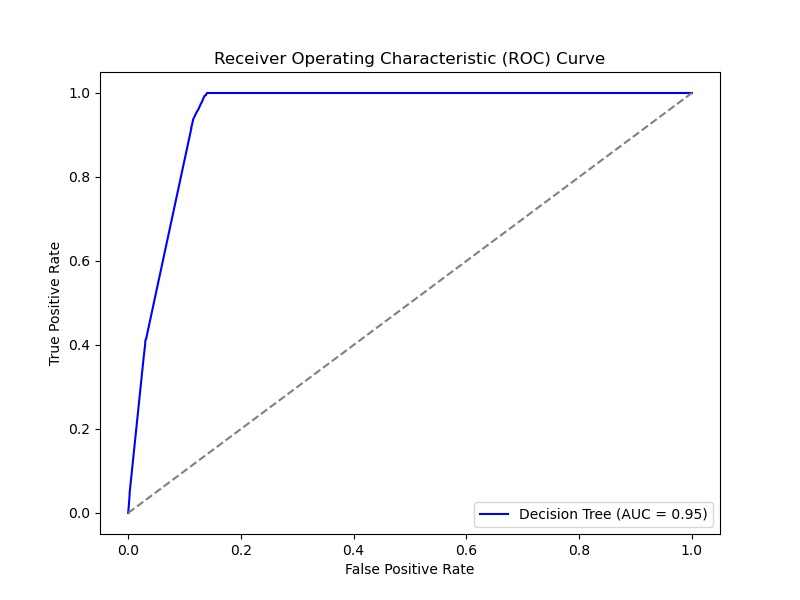 Receiver Operating Characteristic (ROC) Curve
1.0
0.8
0.6
0.4
0.2
0.0
True Positive Rate
Decision Tree (AUC = 0.95)
0.0 0.2 0.4 0.6 0.8 1.0
False Positive Rate